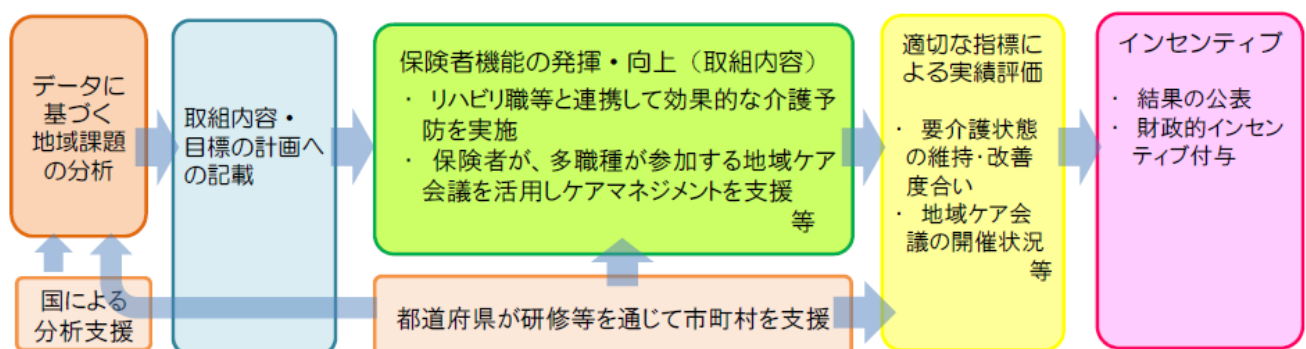 データに
基づく
地域課題
の分析
取組内容・
目標の計画へ
の記載
保険者機能の発揮・向上（取組内容）
・ リハビリ職等と連携して効果的な介護予
防を実施
・ 保険者が、多職種が参加する地域ケア
会議を活用しケアマネジメントを支援
等
適切な指標に
よる実績評価
・ 要介護状態
の維持・改善
度合い
・ 地域ケア会
議の開催状況
等
インセンティブ
・ 結果の公表
・ 財政的インセン
ティブ付与
国による
分析支援
都道府県が研修等を通じて市町村を支援